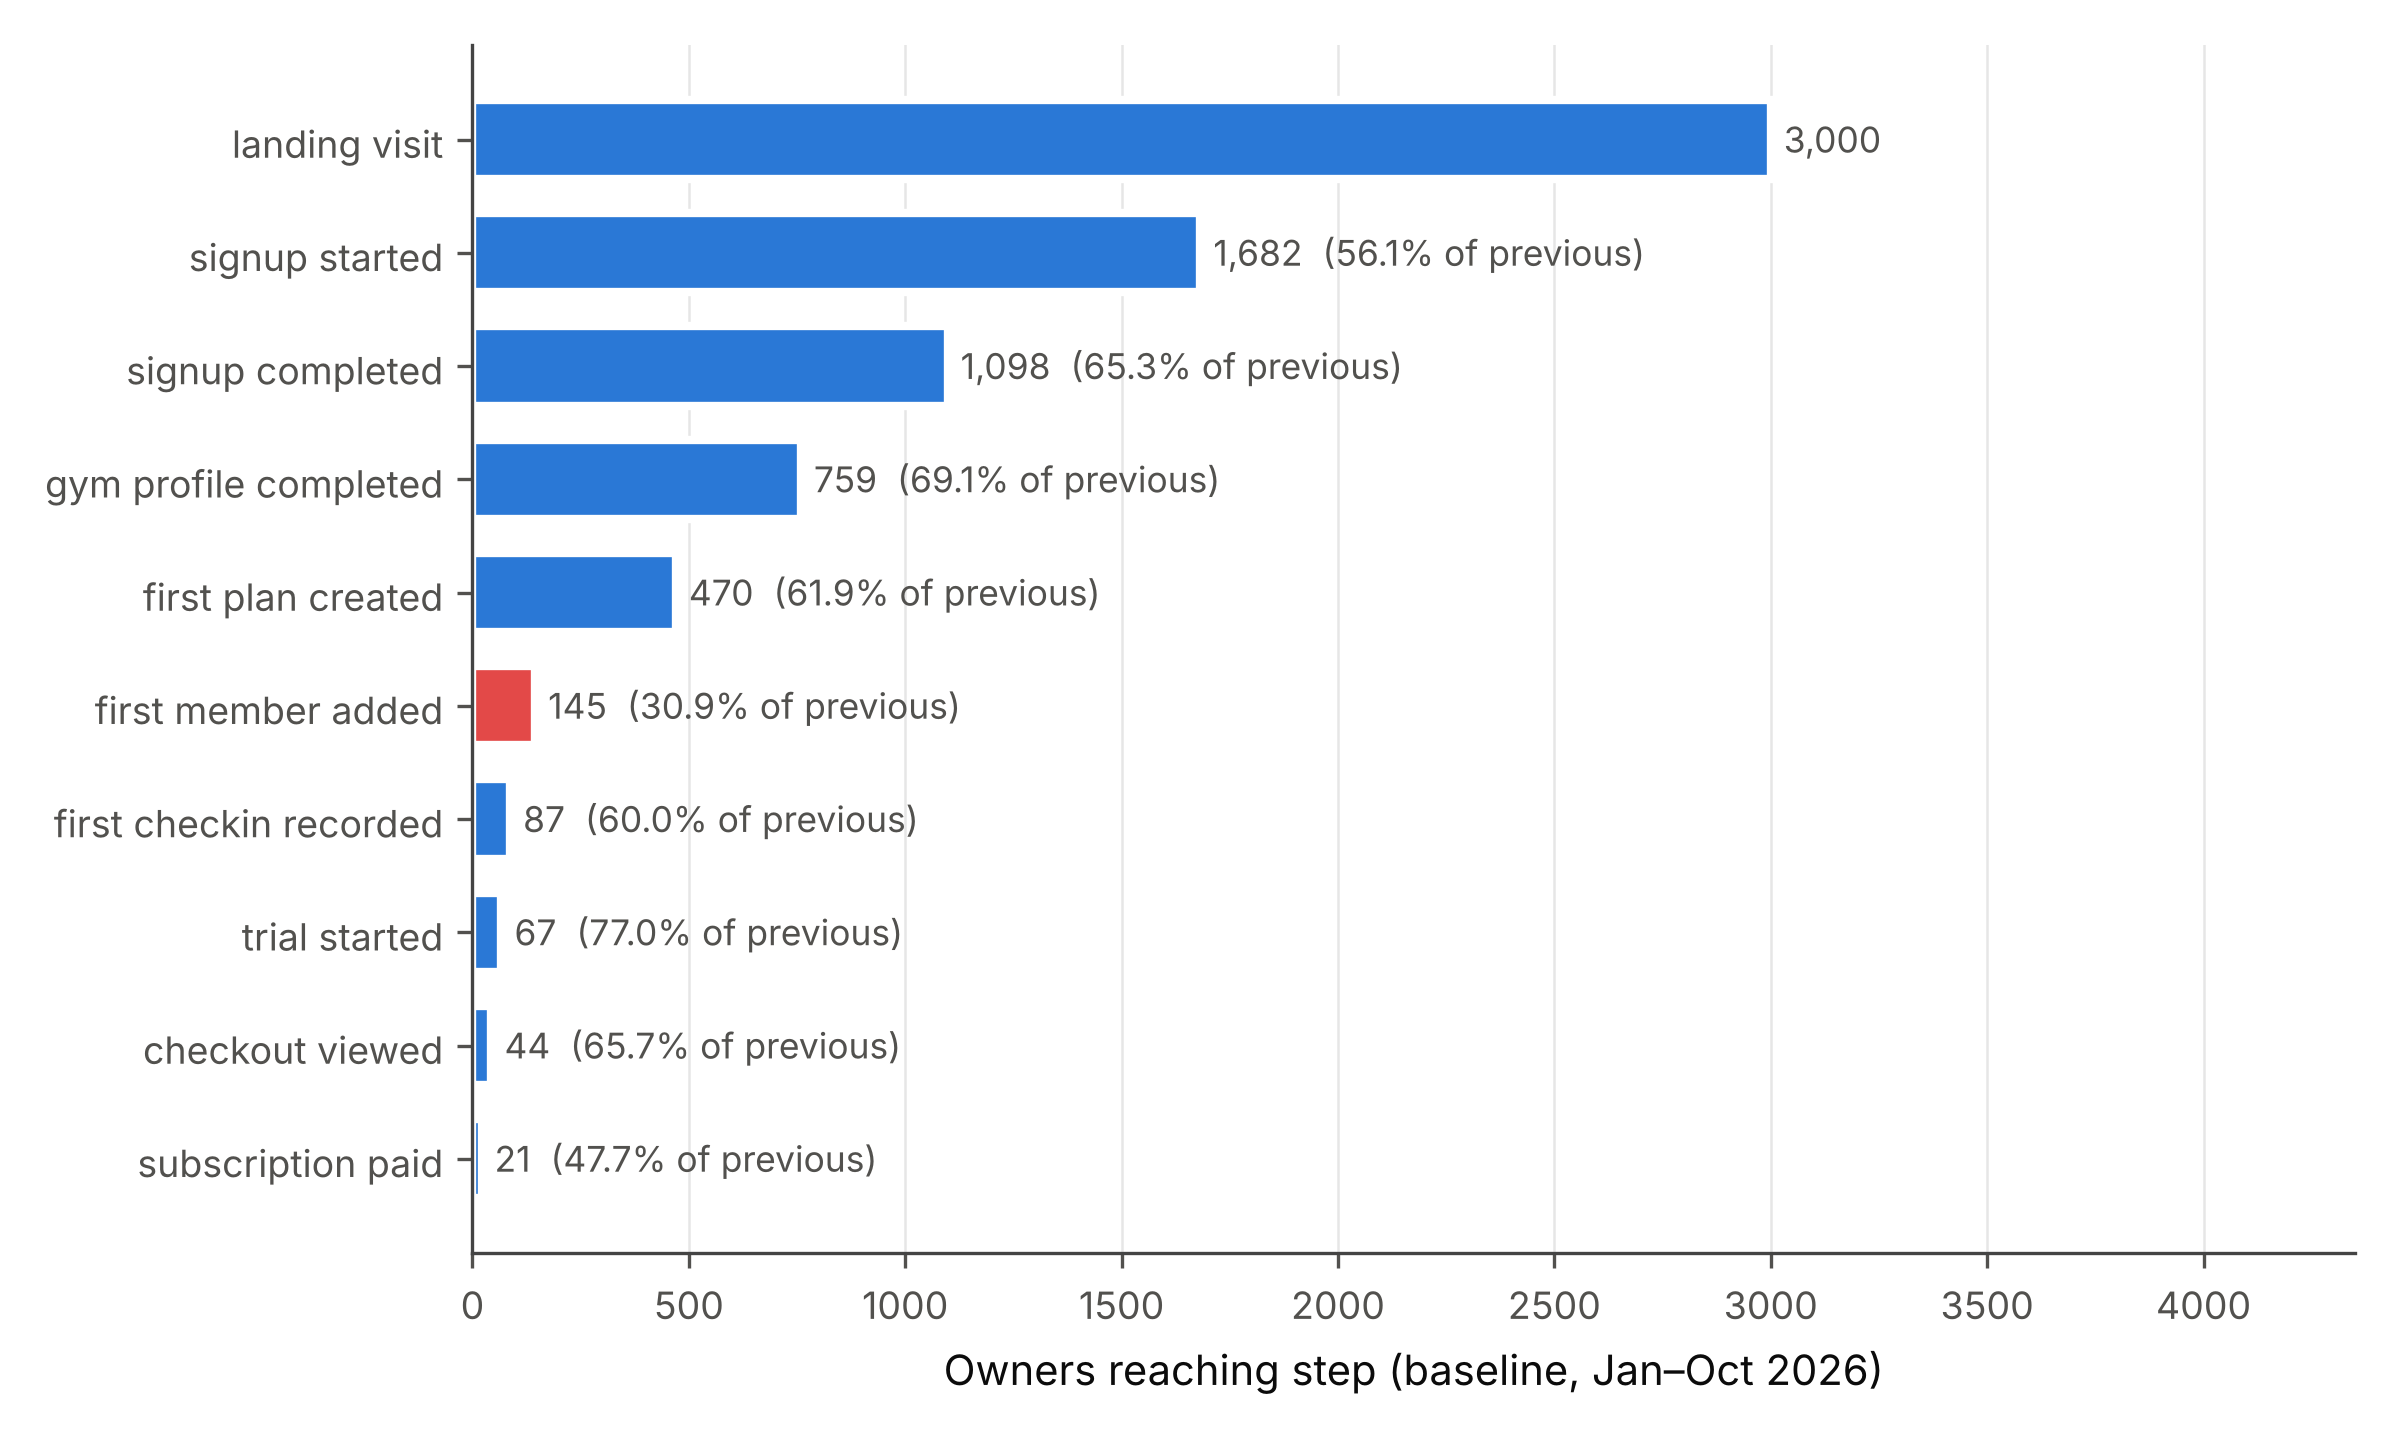 landing visit 3,000
signup started 1,682 (56.1% of previous)
signup completed 1,098 (65.3% of previous)
gym profile completed 759 (69.1% of previous)
first plan created 470 (61.9% of previous)
first member added 145 (30.9% of previous)
first checkin recorded 87 (60.0% of previous)
trial started 67 (77.0% of previous)
checkout viewed 44 (65.7% of previous)
subscription paid 21 (47.7% of previous)
0 500 1000 1500 2000 2500 3000 3500 4000
Owners reaching step (baseline, Jan–Oct 2026)